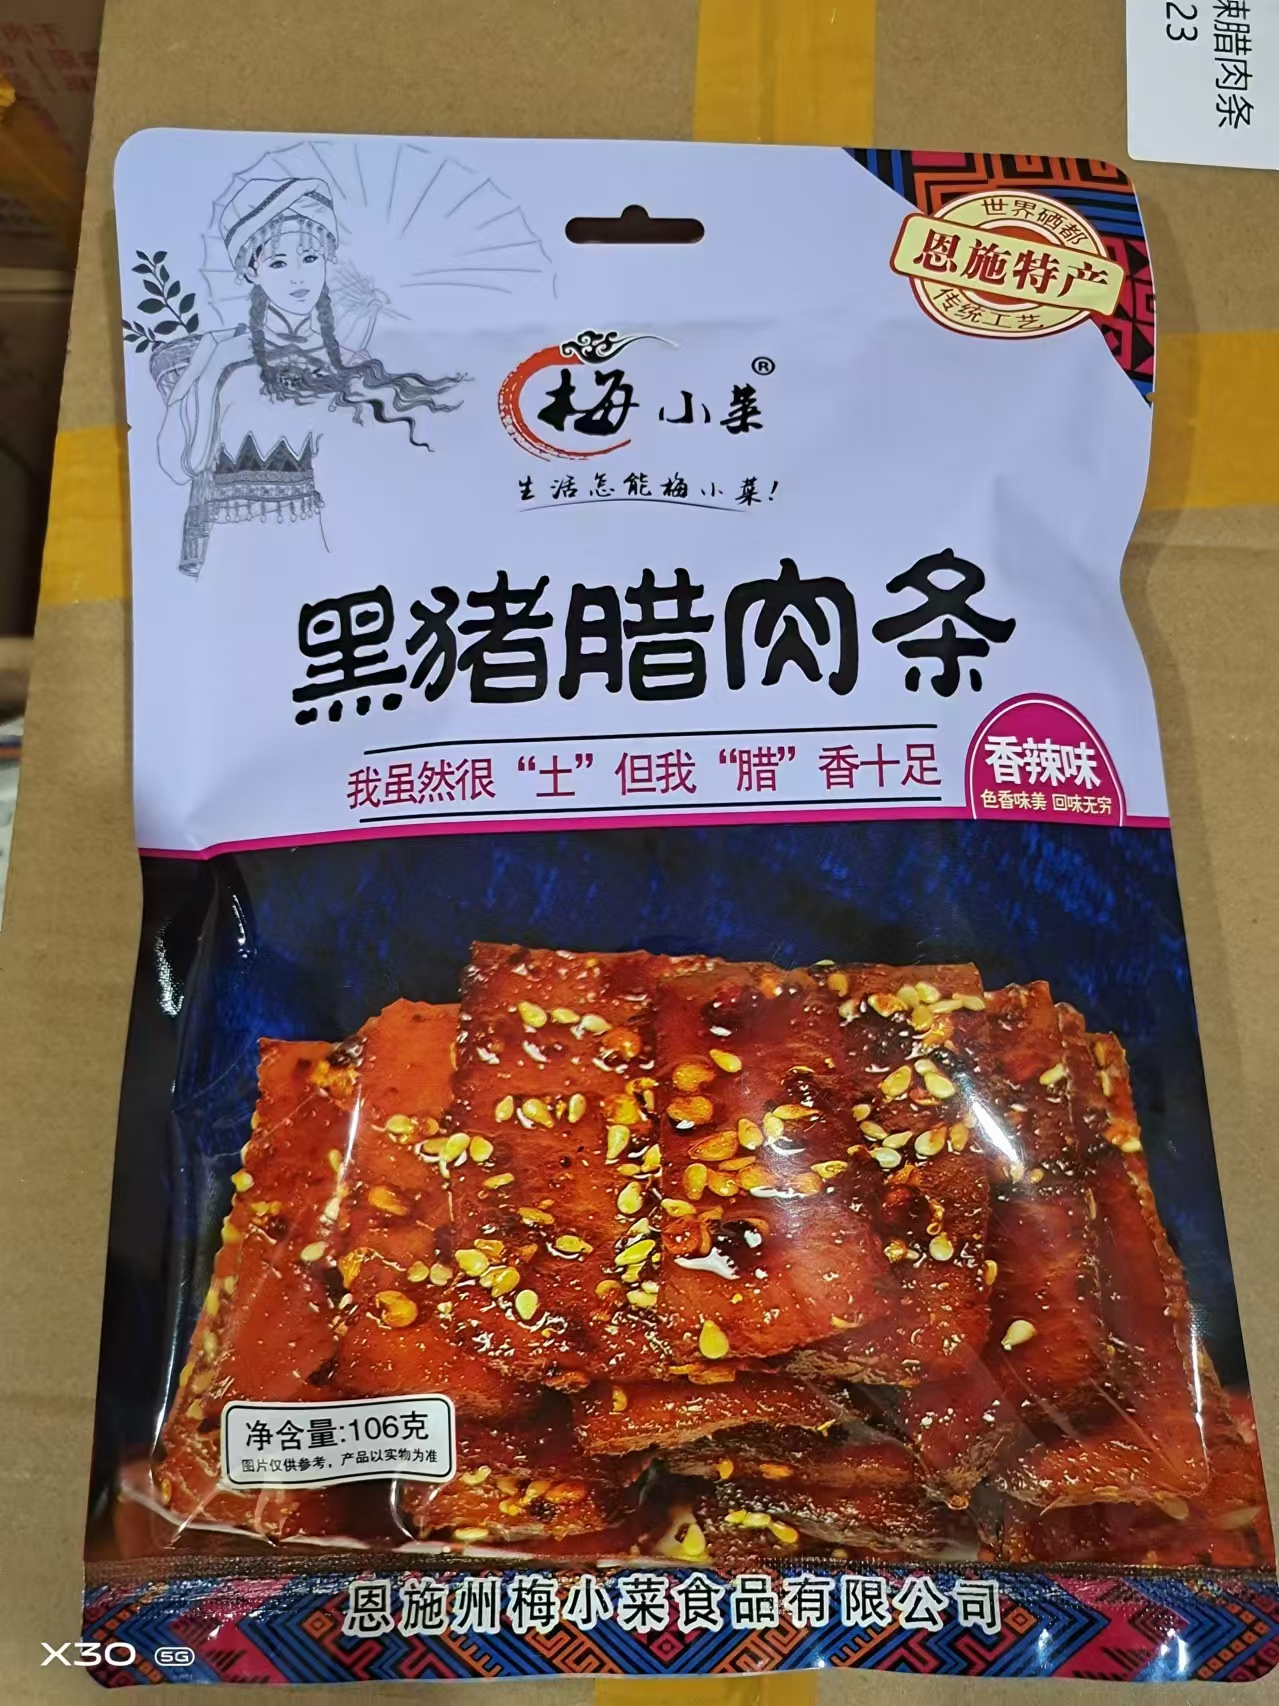 辣腊肉条
23
世界硒都
恩施特产
传统工艺
梅小菜®
生活怎能梅小菜!
黑猪腊肉条
我虽然很“土”但我“腊”香十足
香辣味
色香味美 回味无穷
净含量:106克
图片仅供参考，产品以实物为准
恩施州梅小菜食品有限公司
X30 5G